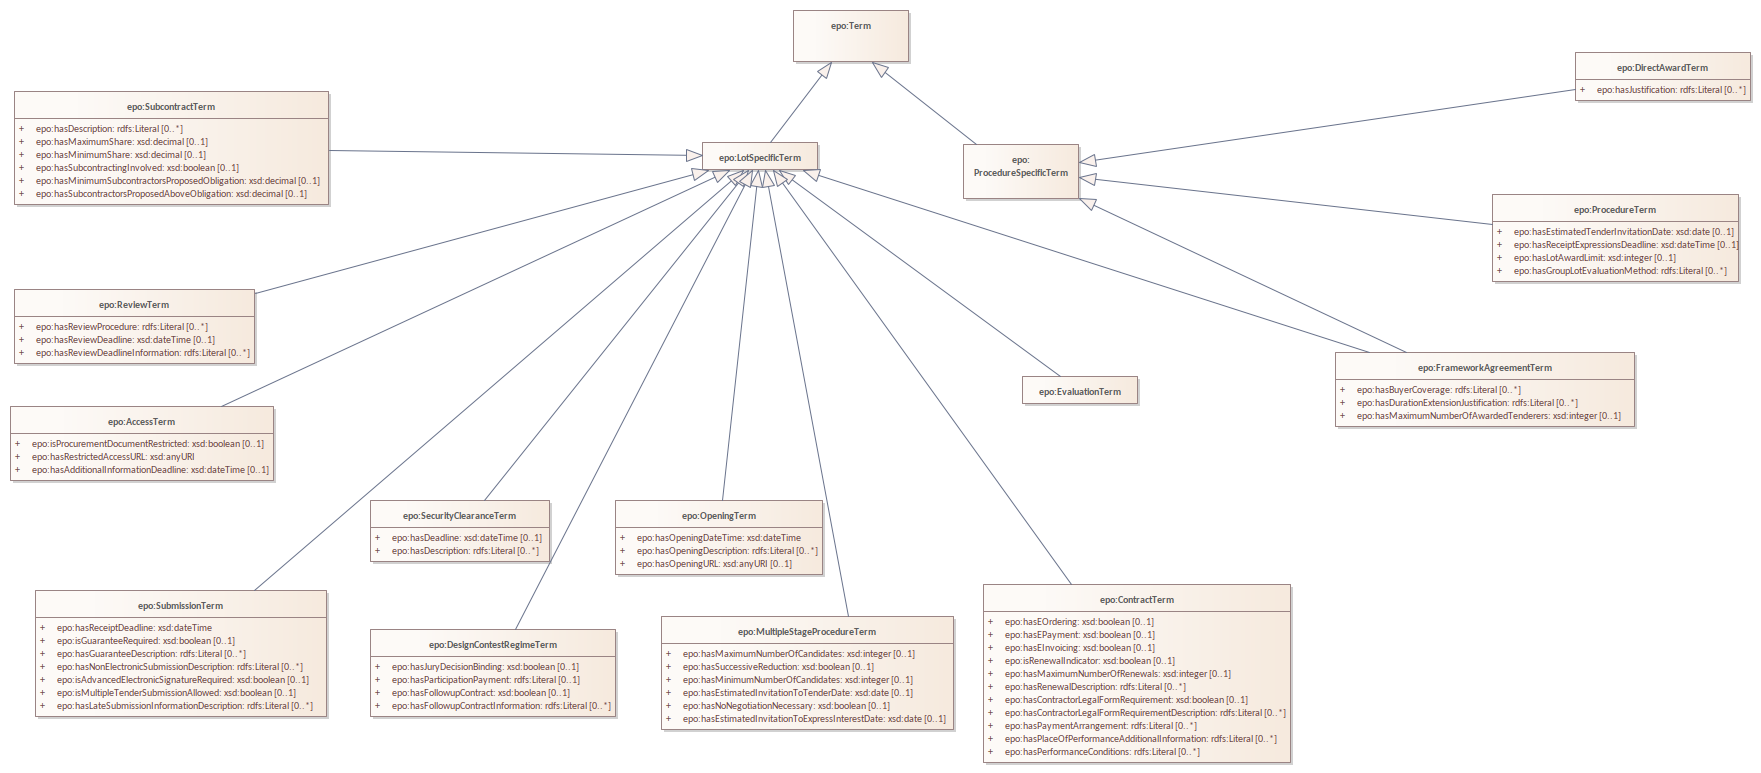 epo:Term
epo:DirectAwardTerm
+ epo:hasJustification: rdfs:Literal [0..*]
epo:SubcontractTerm
+ epo:hasDescription: rdfs:Literal [0..*]
+ epo:hasMaximumShare: xsd:decimal [0..1]
+ epo:hasMinimumShare: xsd:decimal [0..1]
+ epo:hasSubcontractingInvolved: xsd:boolean [0..1]
+ epo:hasMinimumSubcontractorsProposedObligation: xsd:decimal [0..1]
+ epo:hasSubcontractorsProposedAboveObligation: xsd:decimal [0..1]
epo:LotSpecificTerm
epo:
ProcedureSpecificTerm
epo:ProcedureTerm
+ epo:hasEstimatedTenderInvitationDate: xsd:date [0..1]
+ epo:hasReceiptExpressionsDeadline: xsd:dateTime [0..1]
+ epo:hasLotAwardLimit: xsd:integer [0..1]
+ epo:hasGroupLotEvaluationMethod: rdfs:Literal [0..*]
epo:ReviewTerm
+ epo:hasReviewProcedure: rdfs:Literal [0..*]
+ epo:hasReviewDeadline: xsd:dateTime [0..1]
+ epo:hasReviewDeadlineInformation: rdfs:Literal [0..*]
epo:EvaluationTerm
epo:FrameworkAgreementTerm
+ epo:hasBuyerCoverage: rdfs:Literal [0..*]
+ epo:hasDurationExtensionJustification: rdfs:Literal [0..*]
+ epo:hasMaximumNumberOfAwardedTenderers: xsd:integer [0..1]
epo:AccessTerm
+ epo:isProcurementDocumentRestricted: xsd:boolean [0..1]
+ epo:hasRestrictedAccessURL: xsd:anyURI
+ epo:hasAdditionalInformationDeadline: xsd:dateTime [0..1]
epo:SecurityClearanceTerm
+ epo:hasDeadline: xsd:dateTime [0..1]
+ epo:hasDescription: rdfs:Literal [0..*]
epo:OpeningTerm
+ epo:hasOpeningDateTime: xsd:dateTime
+ epo:hasOpeningDescription: rdfs:Literal [0..*]
+ epo:hasOpeningURL: xsd:anyURI [0..1]
epo:SubmissionTerm
+ epo:hasReceiptDeadline: xsd:dateTime
+ epo:isGuaranteeRequired: xsd:boolean [0..1]
+ epo:hasGuaranteeDescription: rdfs:Literal [0..*]
+ epo:hasNonElectronicSubmissionDescription: rdfs:Literal [0..*]
+ epo:isAdvancedElectronicSignatureRequired: xsd:boolean [0..1]
+ epo:isMultipleTenderSubmissionAllowed: xsd:boolean [0..1]
+ epo:hasLateSubmissionInformationDescription: rdfs:Literal [0..*]
epo:DesignContestRegimeTerm
+ epo:hasJuryDecisionBinding: xsd:boolean [0..1]
+ epo:hasParticipationPayment: rdfs:Literal [0..1]
+ epo:hasFollowupContract: xsd:boolean [0..1]
+ epo:hasFollowupContractInformation: rdfs:Literal [0..*]
epo:MultipleStageProcedureTerm
+ epo:hasMaximumNumberOfCandidates: xsd:integer [0..1]
+ epo:hasSuccessiveReduction: xsd:boolean [0..1]
+ epo:hasMinimumNumberOfCandidates: xsd:integer [0..1]
+ epo:hasEstimatedInvitationToTenderDate: xsd:date [0..1]
+ epo:hasNoNegotiationNecessary: xsd:boolean [0..1]
+ epo:hasEstimatedInvitationToExpressInterestDate: xsd:date [0..1]
epo:ContractTerm
+ epo:hasEOrdering: xsd:boolean [0..1]
+ epo:hasEPayment: xsd:boolean [0..1]
+ epo:hasEInvoicing: xsd:boolean [0..1]
+ epo:isRenewalIndicator: xsd:boolean [0..1]
+ epo:hasMaximumNumberOfRenewals: xsd:integer [0..1]
+ epo:hasRenewalDescription: rdfs:Literal [0..*]
+ epo:hasContractorLegalFormRequirement: xsd:boolean [0..1]
+ epo:hasContractorLegalFormRequirementDescription: rdfs:Literal [0..*]
+ epo:hasPaymentArrangement: rdfs:Literal [0..*]
+ epo:hasPlaceOfPerformanceAdditionalInformation: rdfs:Literal [0..*]
+ epo:hasPerformanceConditions: rdfs:Literal [0..*]